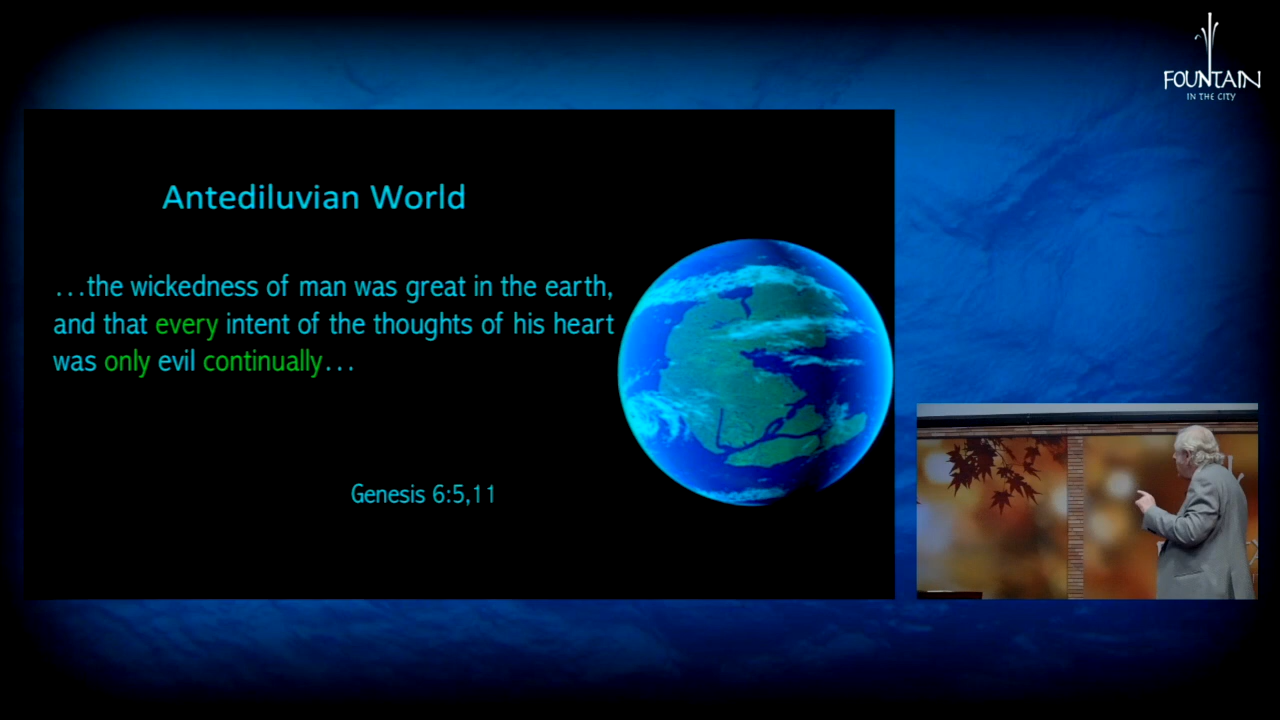 FOUNTAIN
IN THE CITY
Antediluvian World
...the wickedness of man was great in the earth,
and that every intent of the thoughts of his heart
was only evil continually...
Genesis 6:5,11